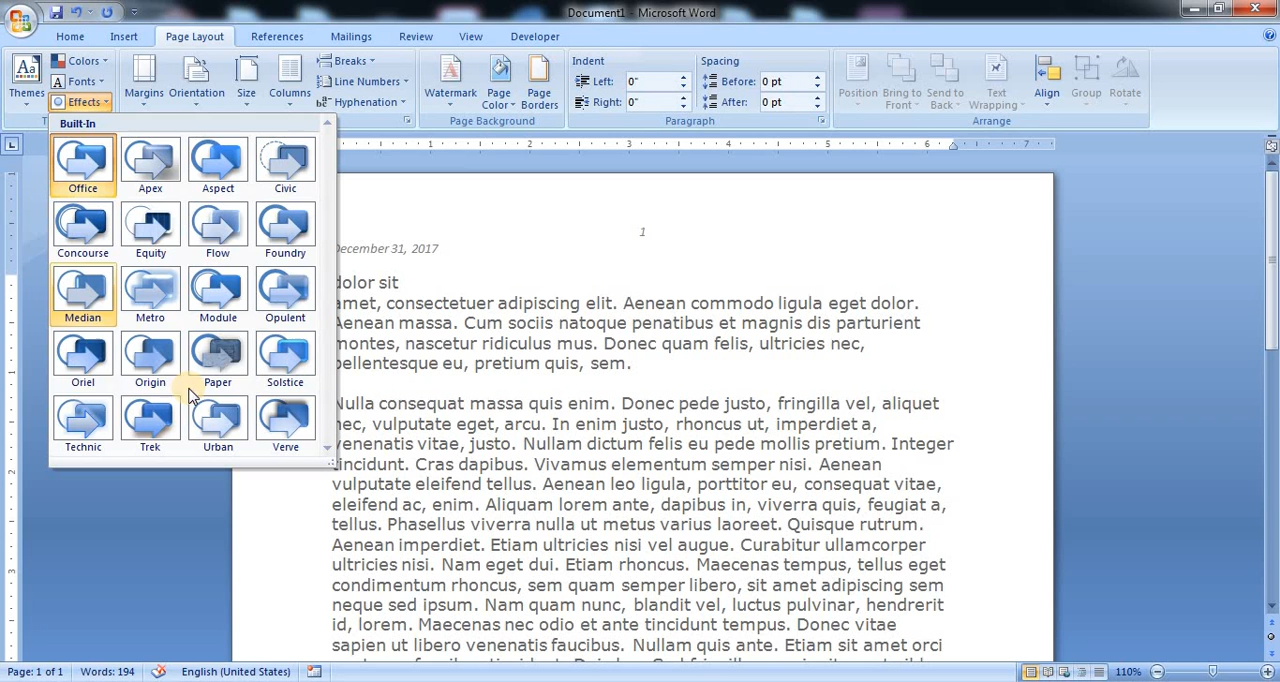 Document1 - Microsoft Word
Home Insert Page Layout References Mailings Review View Developer
Themes
Colors
Fonts
Effects
Margins
Orientation
Size
Columns
Breaks
Line Numbers
Hyphenation
Watermark
Page Color
Page Borders
Page Background
Indent
Left: 0"
Right: 0"
Spacing
Before: 0 pt
After: 0 pt
Paragraph
Position
Bring to Front
Send to Back
Text Wrapping
Align
Group
Rotate
Arrange
Built-In
Office Apex Aspect Civic
Concourse Equity Flow Foundry
Median Metro Module Opulent
Oriel Origin Paper Solstice
Technic Trek Urban Verve
1 2 3 4 5 6 7
1
December 31, 2017
dolor sit
amet, consectetuer adipiscing elit. Aenean commodo ligula eget dolor.
Aenean massa. Cum sociis natoque penatibus et magnis dis parturient
montes, nascetur ridiculus mus. Donec quam felis, ultricies nec,
pellentesque eu, pretium quis, sem.
Nulla consequat massa quis enim. Donec pede justo, fringilla vel, aliquet
nec, vulputate eget, arcu. In enim justo, rhoncus ut, imperdiet a,
venenatis vitae, justo. Nullam dictum felis eu pede mollis pretium. Integer
tincidunt. Cras dapibus. Vivamus elementum semper nisi. Aenean
vulputate eleifend tellus. Aenean leo ligula, porttitor eu, consequat vitae,
eleifend ac, enim. Aliquam lorem ante, dapibus in, viverra quis, feugiat a,
tellus. Phasellus viverra nulla ut metus varius laoreet. Quisque rutrum.
Aenean imperdiet. Etiam ultricies nisi vel augue. Curabitur ullamcorper
ultricies nisi. Nam eget dui. Etiam rhoncus. Maecenas tempus, tellus eget
condimentum rhoncus, sem quam semper libero, sit amet adipiscing sem
neque sed ipsum. Nam quam nunc, blandit vel, luctus pulvinar, hendrerit
id, lorem. Maecenas nec odio et ante tincidunt tempus. Donec vitae
sapien ut libero venenatis faucibus. Nullam quis ante. Etiam sit amet orci
Page: 1 of 1 Words: 194 English (United States) 110%